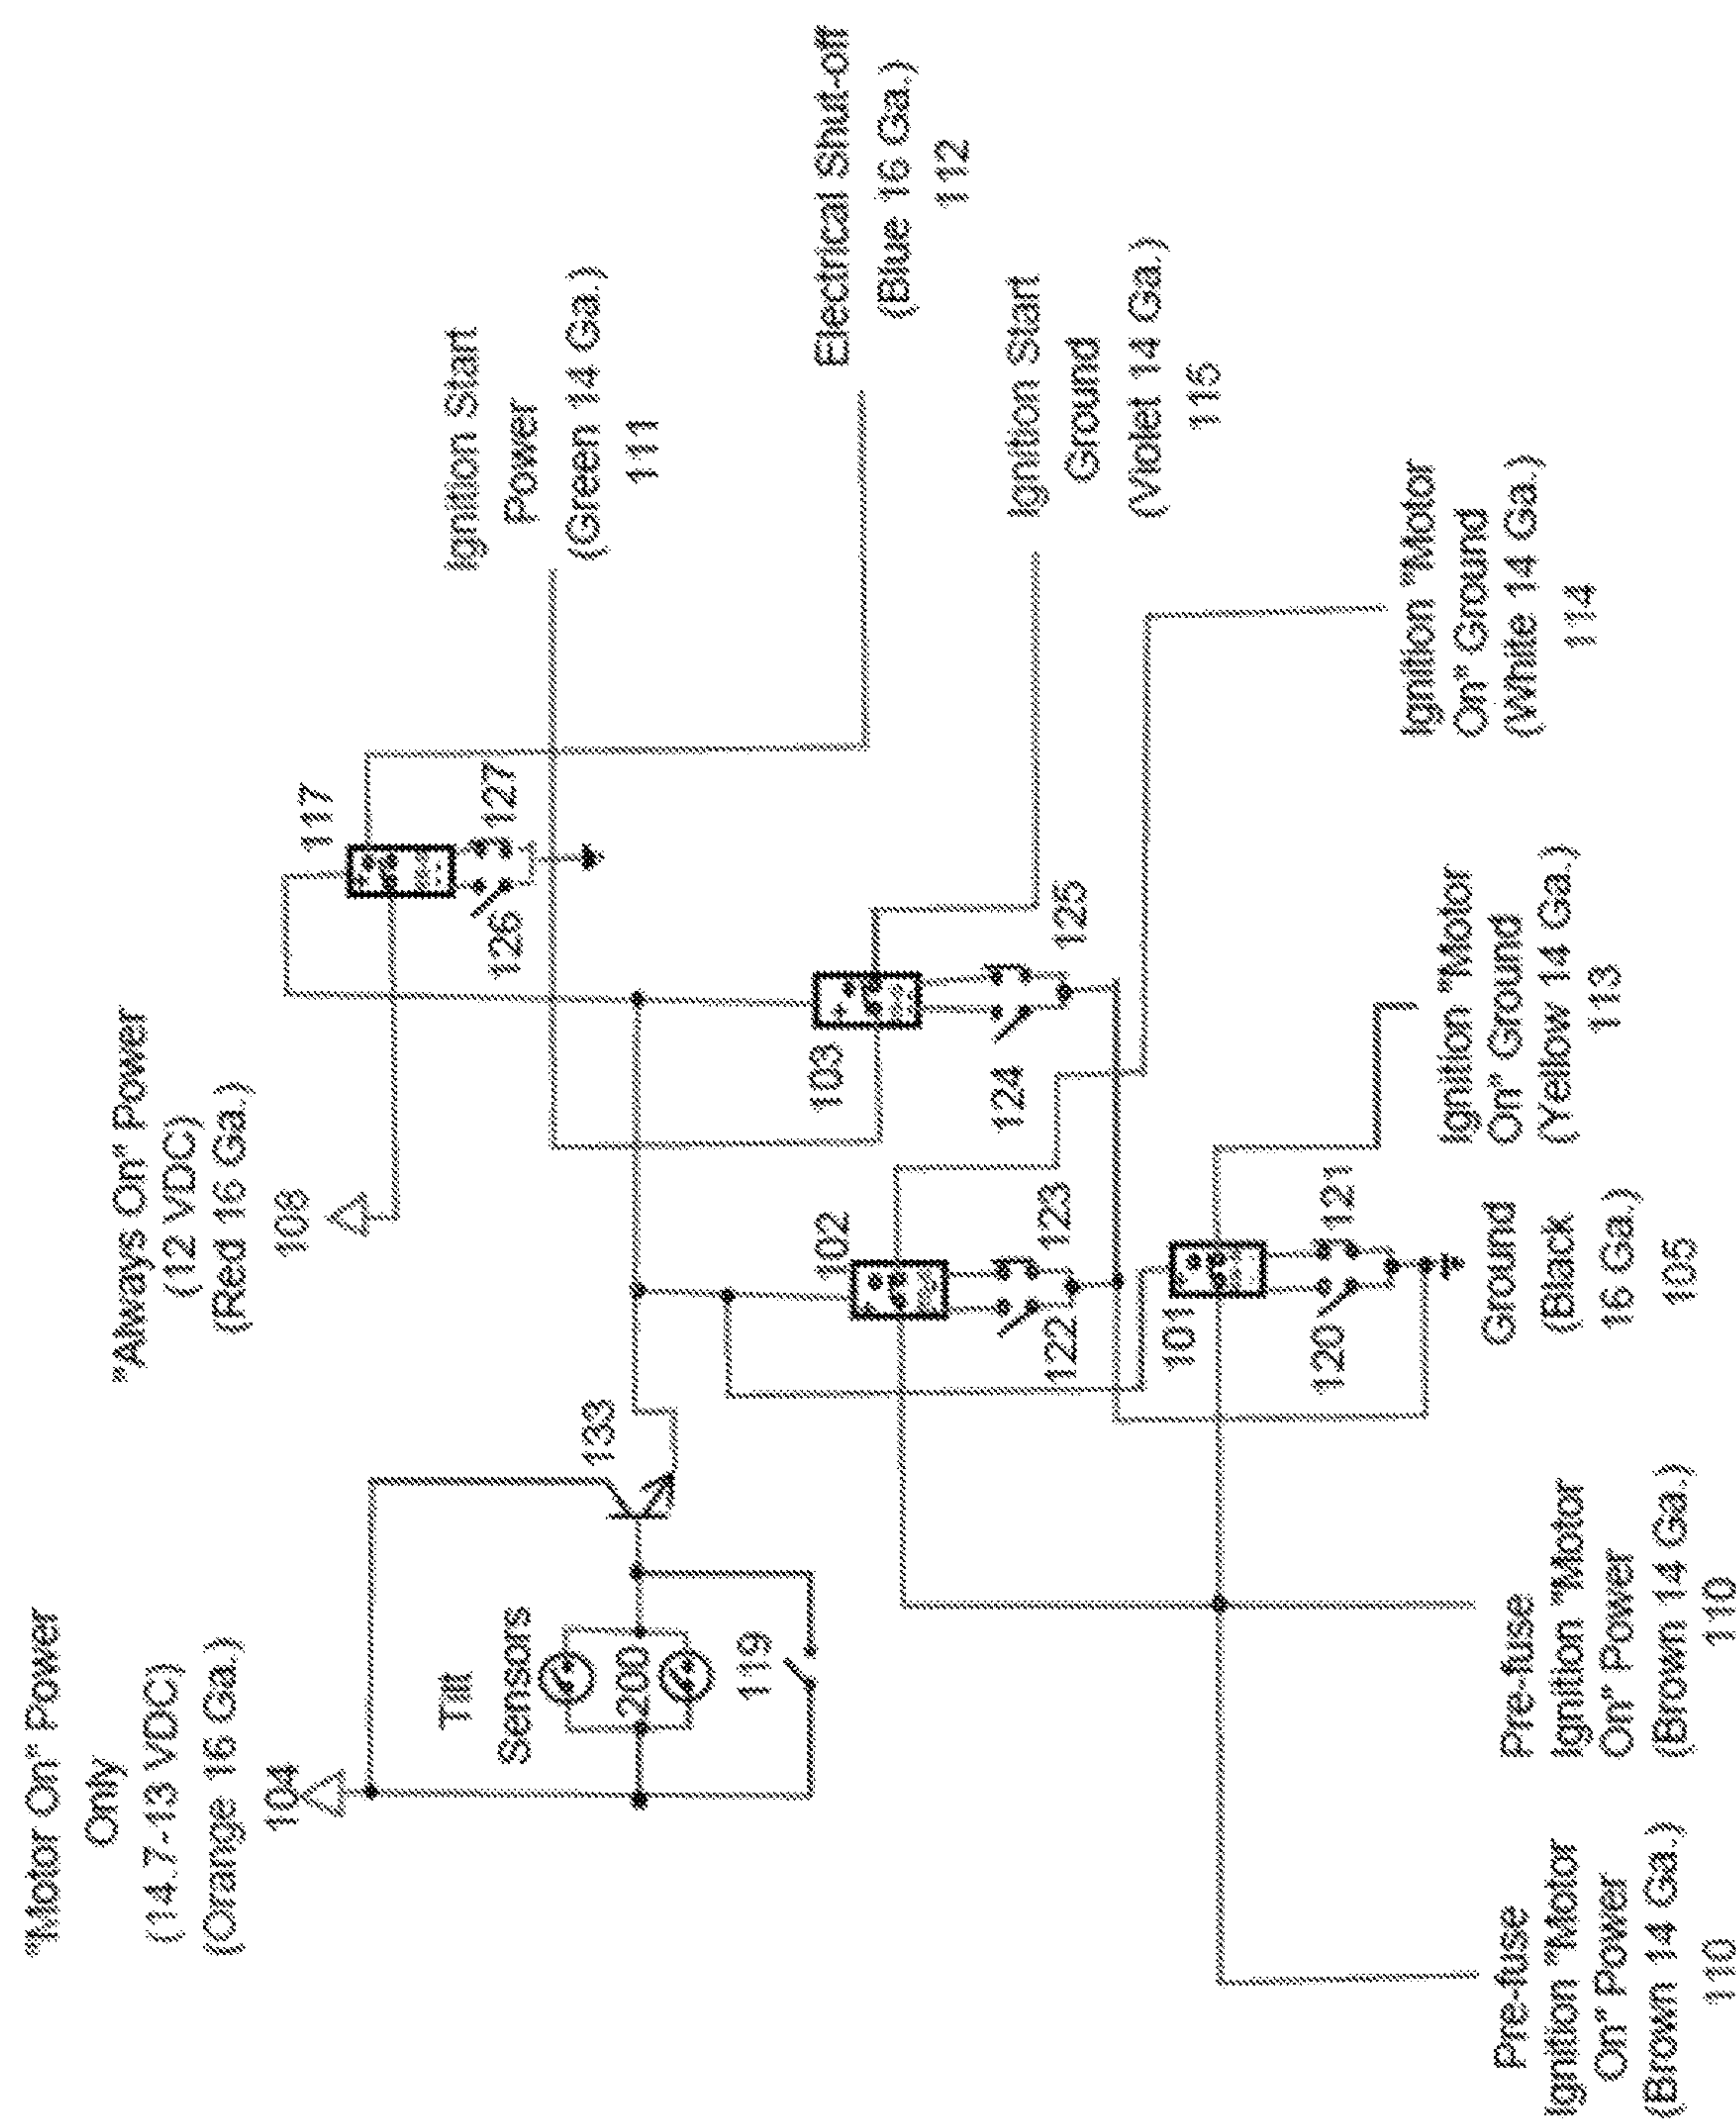 "Motor On" Power
Only
(14.7-13 VDC)
(Orange 16 Ga.)
104
"Always On" Power
(12 VDC)
(Red 16 Ga.)
108
117
126
127
Ignition Start
Power
(Green 14 Ga.)
111
Electrical Shut-off
(Blue 16 Ga.)
112
Tilt
Sensors
200
119
133
102
122
123
103
124
125
Ignition Start
Ground
(Violet 14 Ga.)
115
101
120
121
Pre-fuse
Ignition "Motor
On" Power
(Brown 14 Ga.)
110
Pre-fuse
Ignition "Motor
On" Power
(Brown 14 Ga.)
110
Ground
(Black
16 Ga.)
105
Ignition "Motor
On" Ground
(Yellow 14 Ga.)
113
Ignition "Motor
On" Ground
(White 14 Ga.)
114